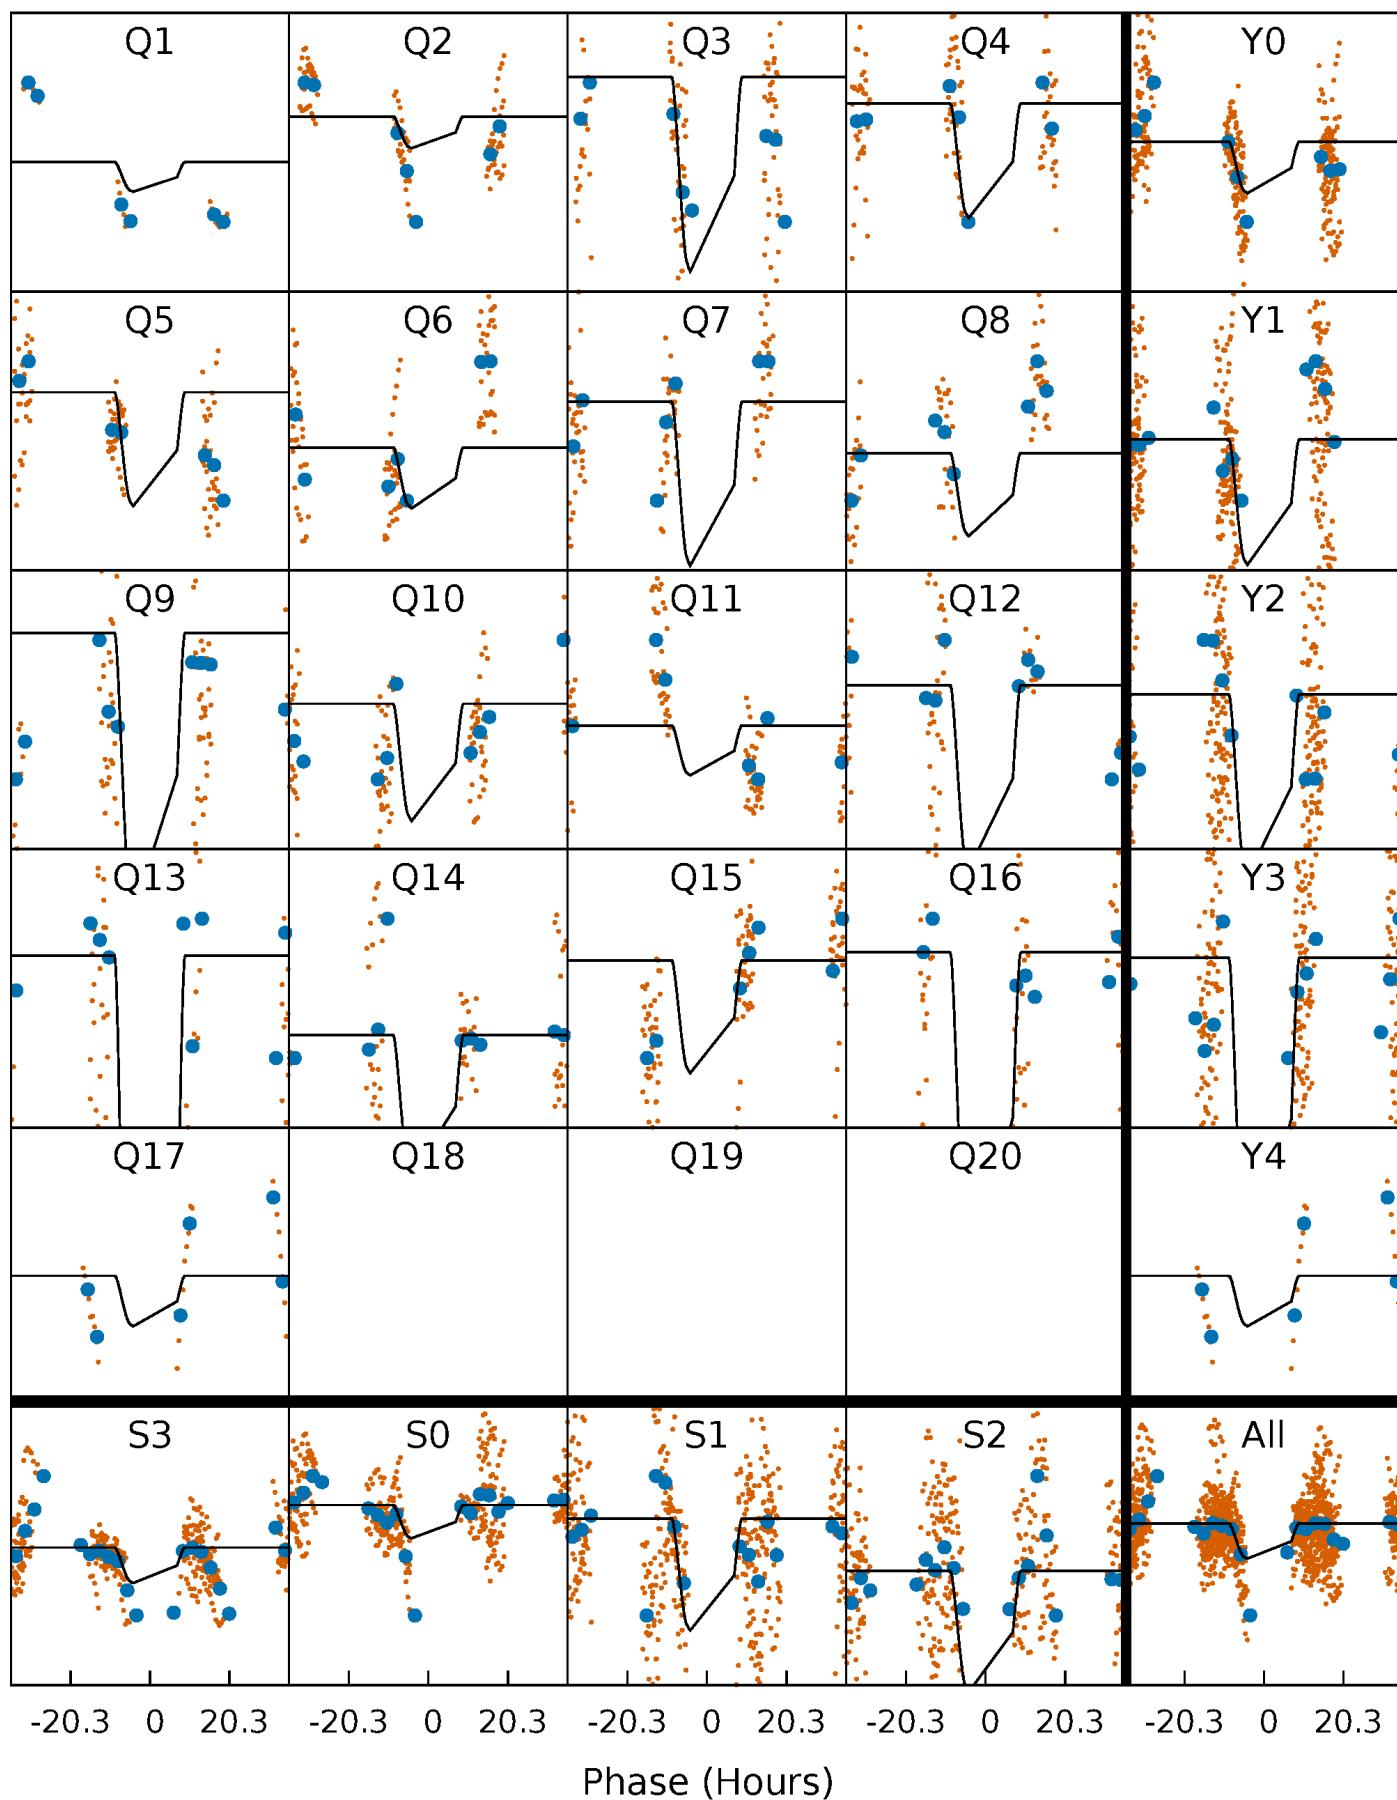 Q1 Q2 Q3 Q4 Y0
Q5 Q6 Q7 Q8 Y1
Q9 Q10 Q11 Q12 Y2
Q13 Q14 Q15 Q16 Y3
Q17 Q18 Q19 Q20 Y4
S3 S0 S1 S2 All
-20.3 0 20.3 -20.3 0 20.3 -20.3 0 20.3 -20.3 0 20.3 -20.3 0 20.3
Phase (Hours)